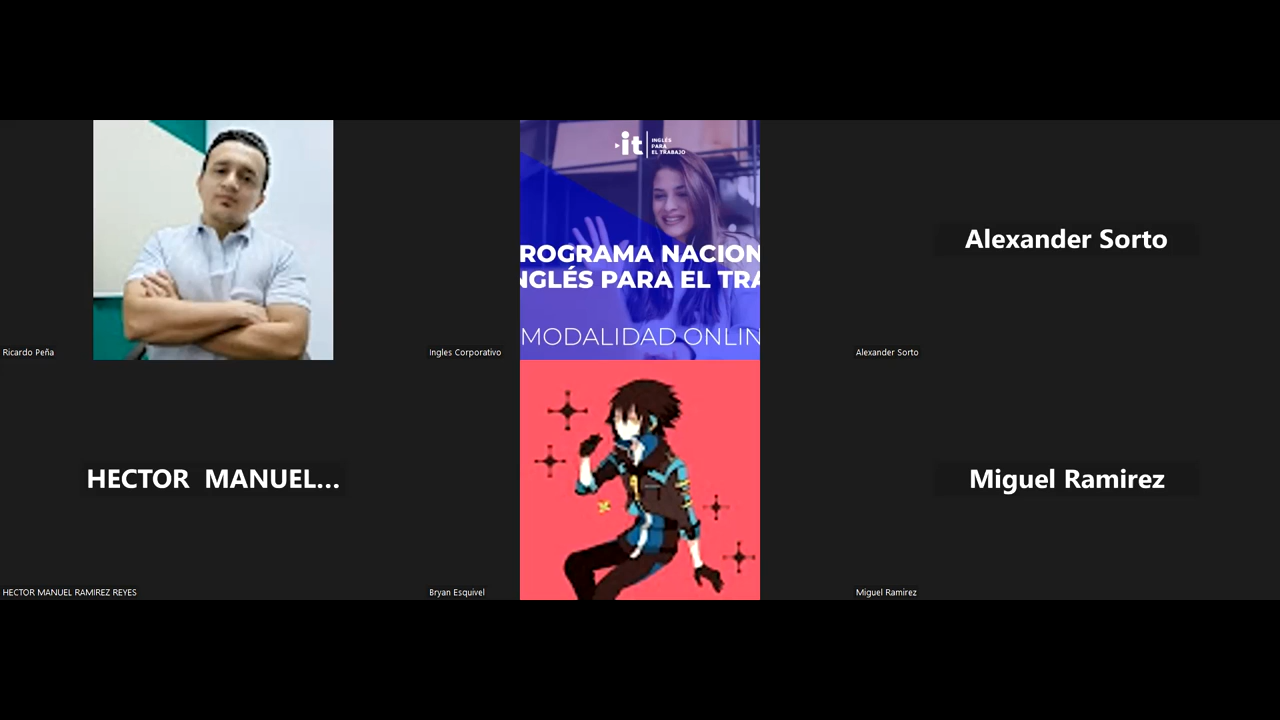 it
INGLÉS
PARA
EL TRABAJO
ROGRAMA NACION
NGLÉS PARA EL TRA
MODALIDAD ONLIN
Alexander Sorto
Ricardo Peña
Ingles Corporativo
Alexander Sorto
HECTOR MANUEL...
Miguel Ramirez
HECTOR MANUEL RAMIREZ REYES
Bryan Esquivel
Miguel Ramirez